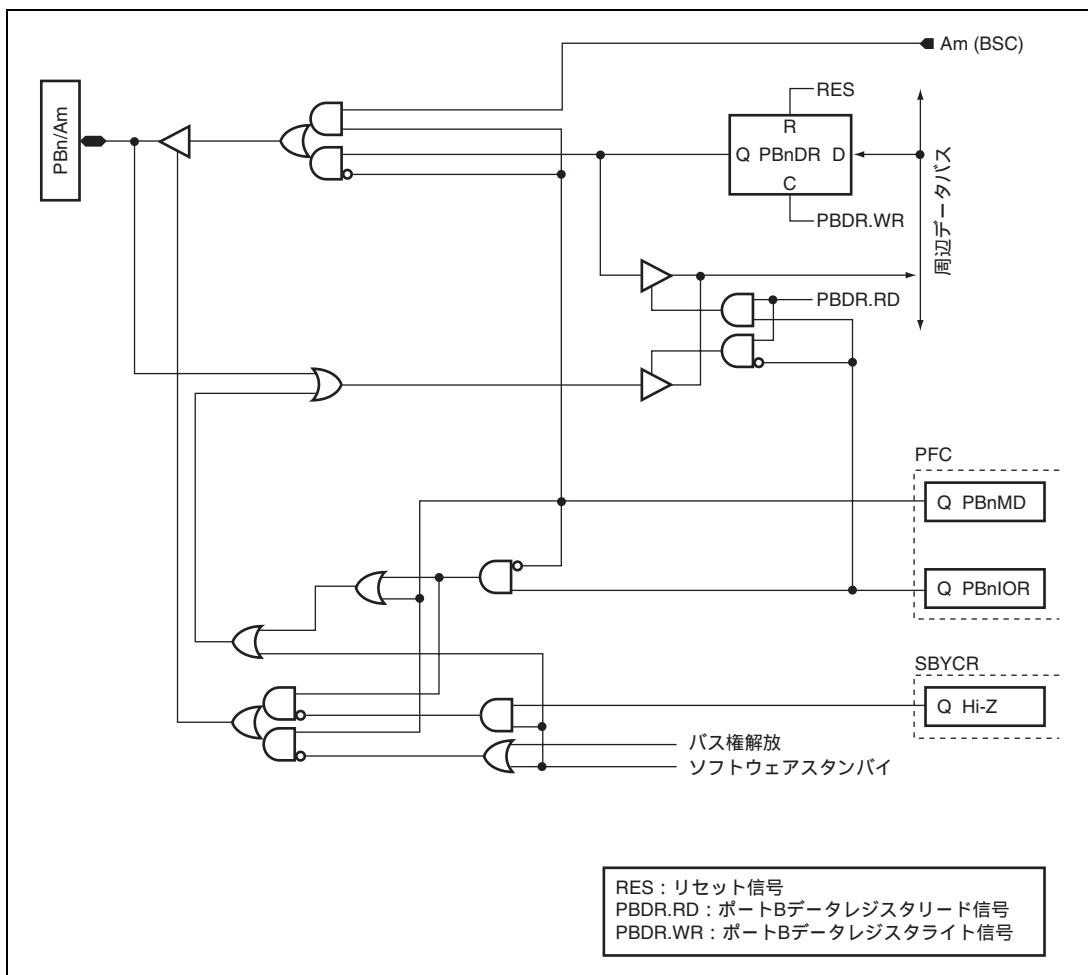 Am (BSC)
PBn/Am
RES
R
Q PBnDR D
C
PBDR.WR
周辺データバス
PBDR.RD
PFC
Q PBnMD
Q PBnIOR
SBYCR
Q Hi-Z
バス権解放
ソフトウェアスタンバイ
RES：リセット信号
PBDR.RD：ポートBデータレジスタリード信号
PBDR.WR：ポートBデータレジスタライト信号